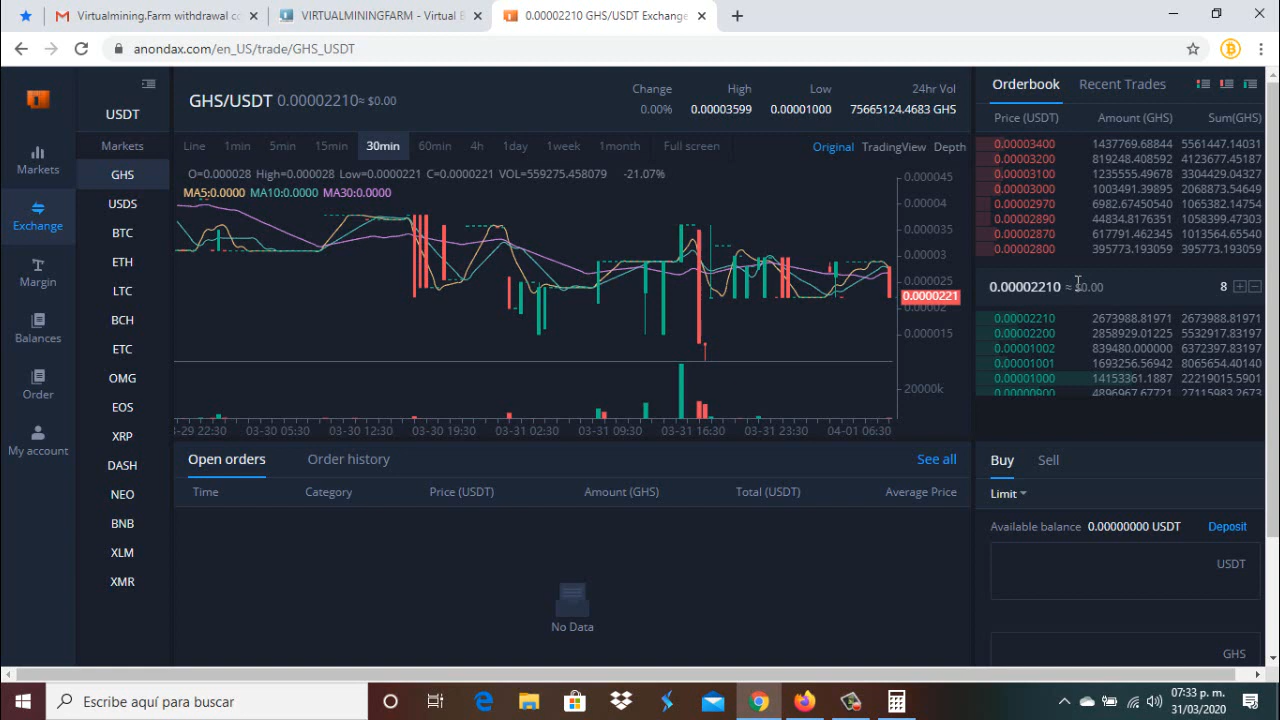 Virtualmining.Farm withdrawal co
VIRTUALMININGFARM - Virtual B
0.00002210 GHS/USDT Exchange
anondax.com/en_US/trade/GHS_USDT
Markets
Exchange
Margin
Balances
Order
My account
USDT
Markets
GHS
USDS
BTC
ETH
LTC
BCH
ETC
OMG
EOS
XRP
DASH
NEO
BNB
XLM
XMR
GHS/USDT 0.00002210≈ $0.00
Change High Low 24hr Vol
0.00% 0.00003599 0.00001000 75665124.4683 GHS
Line 1min 5min 15min 30min 60min 4h 1day 1week 1month Full screen Original TradingView Depth
O=0.000028 High=0.000028 Low=0.0000221 C=0.0000221 VOL=559275.458079 -21.07%
MA5:0.0000 MA10:0.0000 MA30:0.0000
0.000045
0.00004
0.000035
0.00003
0.000025
0.0000221
0.00002
0.000015
20000k
-29 22:30 03-30 05:30 03-30 12:30 03-30 19:30 03-31 02:30 03-31 09:30 03-31 16:30 03-31 23:30 04-01 06:30
Open orders Order history See all
Time Category Price (USDT) Amount (GHS) Total (USDT) Average Price
No Data
Orderbook Recent Trades
Price (USDT) Amount (GHS) Sum(GHS)
0.00003400 1437769.68844 5561447.14031
0.00003200 819248.408592 4123677.45187
0.00003100 1235555.49678 3304429.04327
0.00003000 1003491.39895 2068873.54649
0.00002970 6982.67450540 1065382.14754
0.00002890 44834.8176351 1058399.47303
0.00002870 617791.462345 1013564.65540
0.00002800 395773.193059 395773.193059
0.00002210 ≈ $0.00 8
0.00002210 2673988.81971 2673988.81971
0.00002200 2858929.01225 5532917.83197
0.00001002 839480.000000 6372397.83197
0.00001001 1693256.56942 8065654.40140
0.00001000 14153361.1887 22219015.5901
0.00000900 4896967.67721 27115983.2673
Buy Sell
Limit
Available balance 0.00000000 USDT Deposit
USDT
GHS
Escribe aquí para buscar
07:33 p. m.
31/03/2020